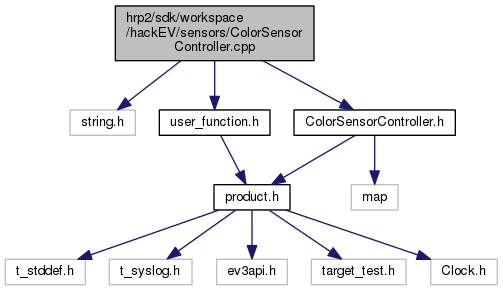 hrp2/sdk/workspace
/hackEV/sensors/ColorSensor
Controller.cpp
string.h
user_function.h
ColorSensorController.h
product.h
map
t_stddef.h
t_syslog.h
ev3api.h
target_test.h
Clock.h